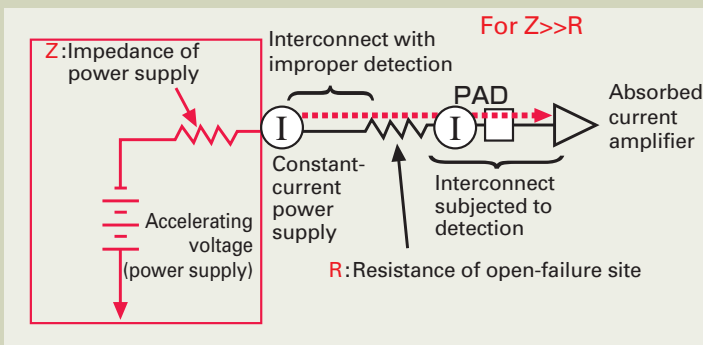 For Z>>R
Z:Impedance of
power supply
Interconnect with
improper detection
PAD
Absorbed
current
amplifier
I
I
Constant-
current
power
supply
Interconnect
subjected to
detection
Accelerating
voltage
(power supply)
R:Resistance of open-failure site